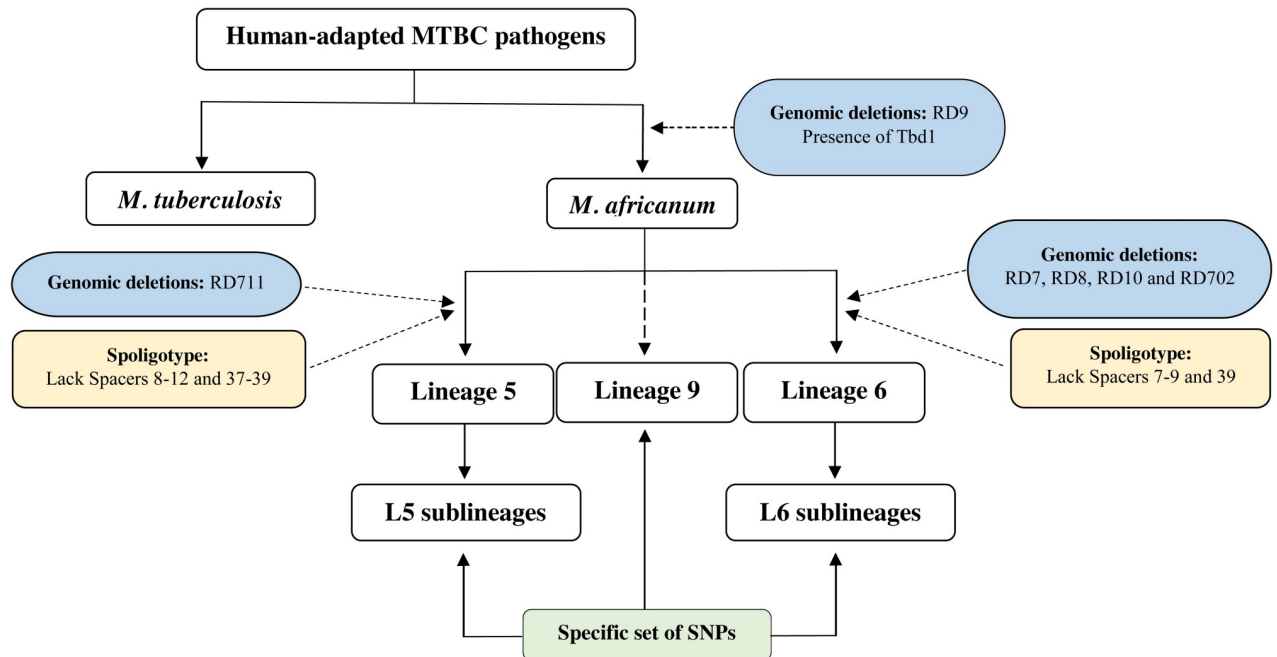 Human-adapted MTBC pathogens
Genomic deletions: RD9
Presence of Tbd1
M. tuberculosis
M. africanum
Genomic deletions: RD711
Genomic deletions:
RD7, RD8, RD10 and RD702
Spoligotype:
Lack Spacers 8-12 and 37-39
Spoligotype:
Lack Spacers 7-9 and 39
Lineage 5
Lineage 9
Lineage 6
L5 sublineages
L6 sublineages
Specific set of SNPs